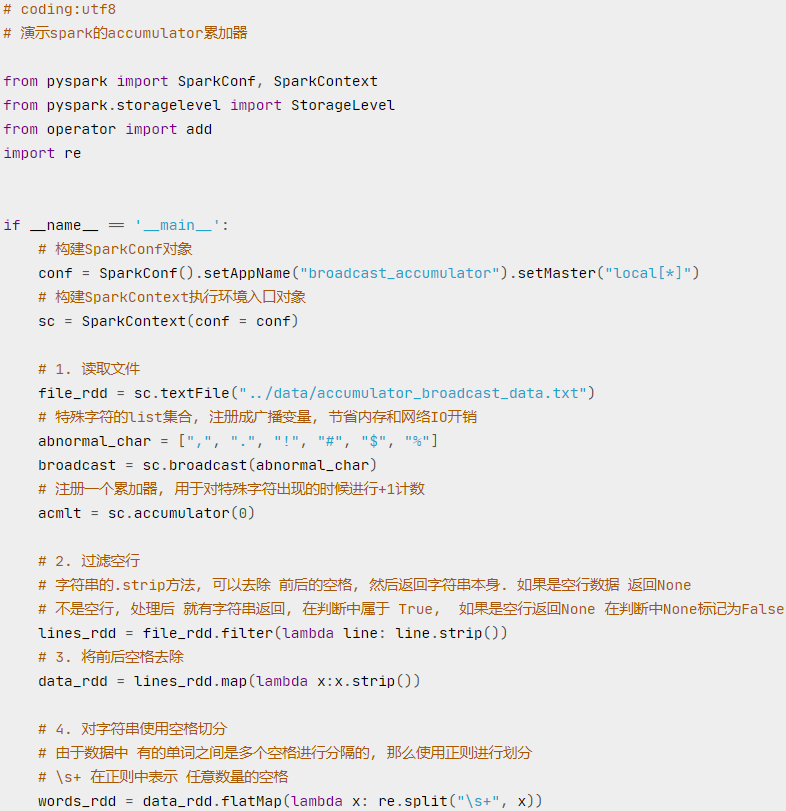 # coding:utf8
# 演示spark的accumulator累加器
from pyspark import SparkConf, SparkContext
from pyspark.storagelevel import StorageLevel
from operator import add
import re
if __name__ == '__main__':
    # 构建SparkConf对象
    conf = SparkConf().setAppName("broadcast_accumulator").setMaster("local[*]")
    # 构建SparkContext执行环境入口对象
    sc = SparkContext(conf = conf)
    # 1. 读取文件
    file_rdd = sc.textFile("../data/accumulator_broadcast_data.txt")
    # 特殊字符的list集合, 注册成广播变量, 节省内存和网络IO开销
    abnormal_char = [",", ".", "!", "#", "$", "%"]
    broadcast = sc.broadcast(abnormal_char)
    # 注册一个累加器, 用于对特殊字符出现的时候进行+1计数
    acmlt = sc.accumulator(0)
    # 2. 过滤空行
    # 字符串的.strip方法, 可以去除 前后的空格, 然后返回字符串本身. 如果是空行数据 返回None
    # 不是空行, 处理后 就有字符串返回, 在判断中属于 True,  如果是空行返回None 在判断中None标记为False
    lines_rdd = file_rdd.filter(lambda line: line.strip())
    # 3. 将前后空格去除
    data_rdd = lines_rdd.map(lambda x:x.strip())
    # 4. 对字符串使用空格切分
    # 由于数据中 有的单词之间是多个空格进行分隔的, 那么使用正则进行划分
    # \s+ 在正则中表示 任意数量的空格
    words_rdd = data_rdd.flatMap(lambda x: re.split("\s+", x))